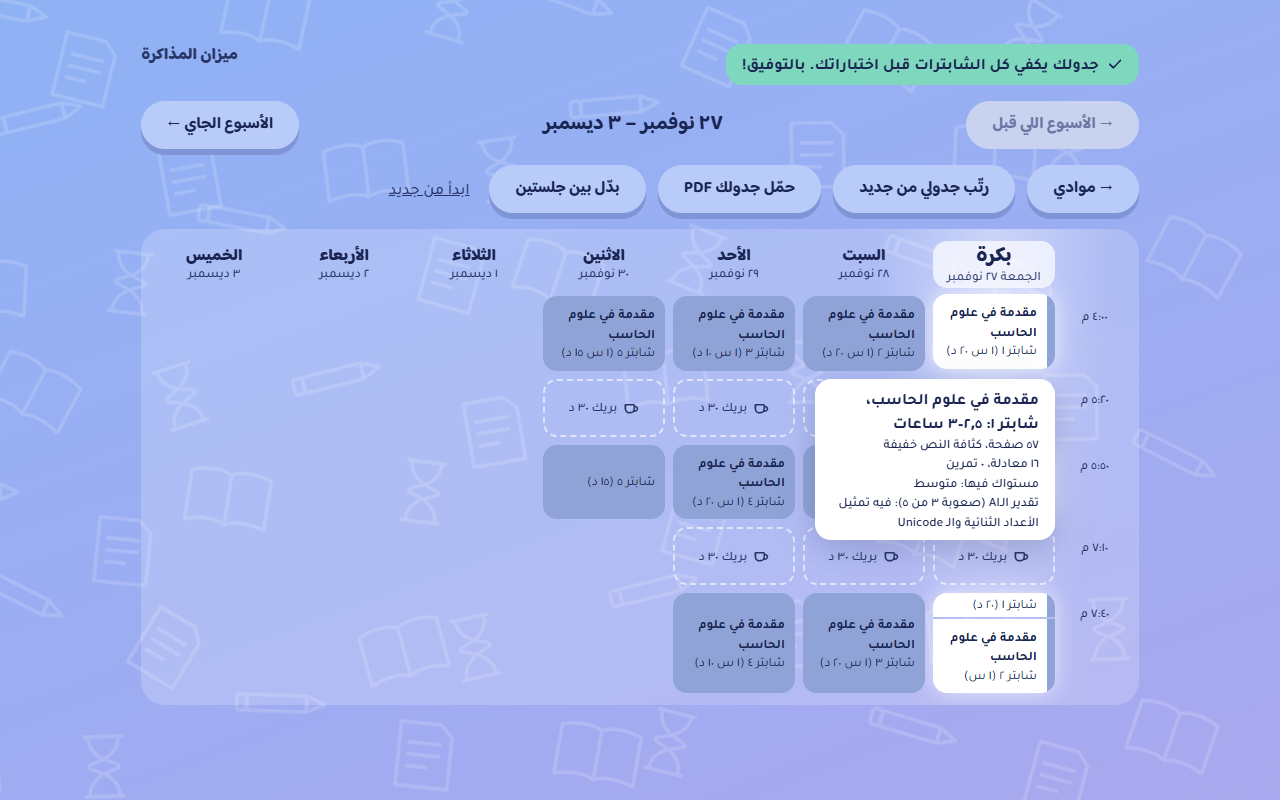 جدولك يكفي كل الشابترات قبل اختباراتك. بالتوفيق!
ميزان المذاكرة
→ الأسبوع اللي قبل
٢٧ نوفمبر – ٣ ديسمبر
الأسبوع الجاي ←
→ موادي
رتّب جدولي من جديد
حمّل جدولك PDF
بدّل بين جلستين
ابدأ من جديد
بكرة
الجمعة ٢٧ نوفمبر
السبت
٢٨ نوفمبر
الأحد
٢٩ نوفمبر
الاثنين
٣٠ نوفمبر
الثلاثاء
١ ديسمبر
الأربعاء
٢ ديسمبر
الخميس
٣ ديسمبر
٤:٠٠ م
مقدمة في علوم
الحاسب
شابتر ١ (١ س ٢٠ د)
مقدمة في علوم
الحاسب
شابتر ٢ (١ س ٢٠ د)
مقدمة في علوم
الحاسب
شابتر ٣ (١ س ١٠ د)
مقدمة في علوم
الحاسب
شابتر ٥ (١ س ١٥ د)
٥:٢٠ م
مقدمة في علوم الحاسب،
شابتر ١: ٢٫٥-٣ ساعات
٥٧ صفحة، كثافة النص خفيفة
١٦ معادلة، ٠ تمرين
مستواك فيها: متوسط
تقدير الـAI (صعوبة ٣ من ٥): فيه تمثيل
الأعداد الثنائية والـ Unicode
بريك ٣٠ د
بريك ٣٠ د
٥:٥٠ م
مقدمة في علوم
الحاسب
شابتر ٤ (١ س ٢٠ د)
شابتر ٥ (١٥ د)
٧:١٠ م
بريك ٣٠ د
بريك ٣٠ د
بريك ٣٠ د
٧:٤٠ م
شابتر ١ (٢٠ د)
مقدمة في علوم
الحاسب
شابتر ٢ (١ س)
مقدمة في علوم
الحاسب
شابتر ٣ (١ س ٢٠ د)
مقدمة في علوم
الحاسب
شابتر ٤ (١ س ١٠ د)